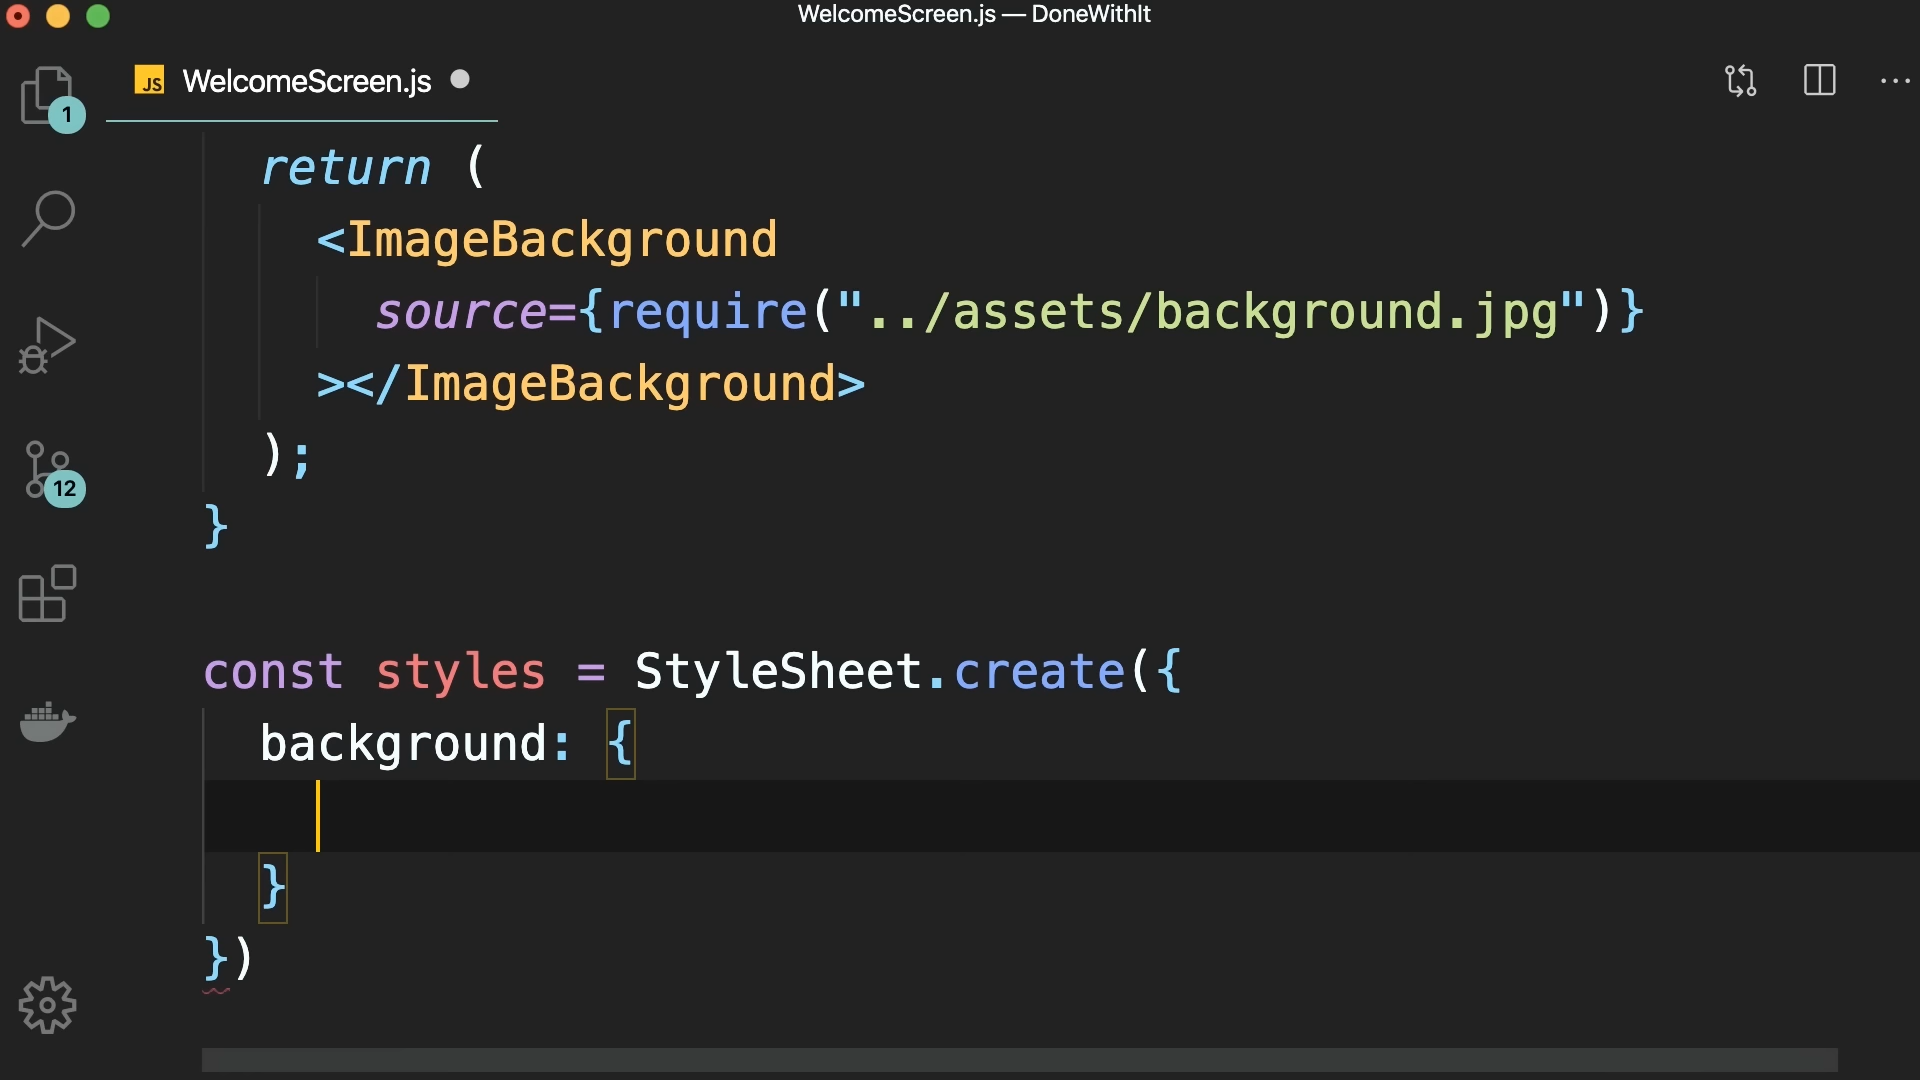 WelcomeScreen.js — DoneWithIt
JS WelcomeScreen.js
1
return (
<ImageBackground
source={require("../assets/background.jpg")}
></ImageBackground>
);
12
}
const styles = StyleSheet.create({
background: {
}
})